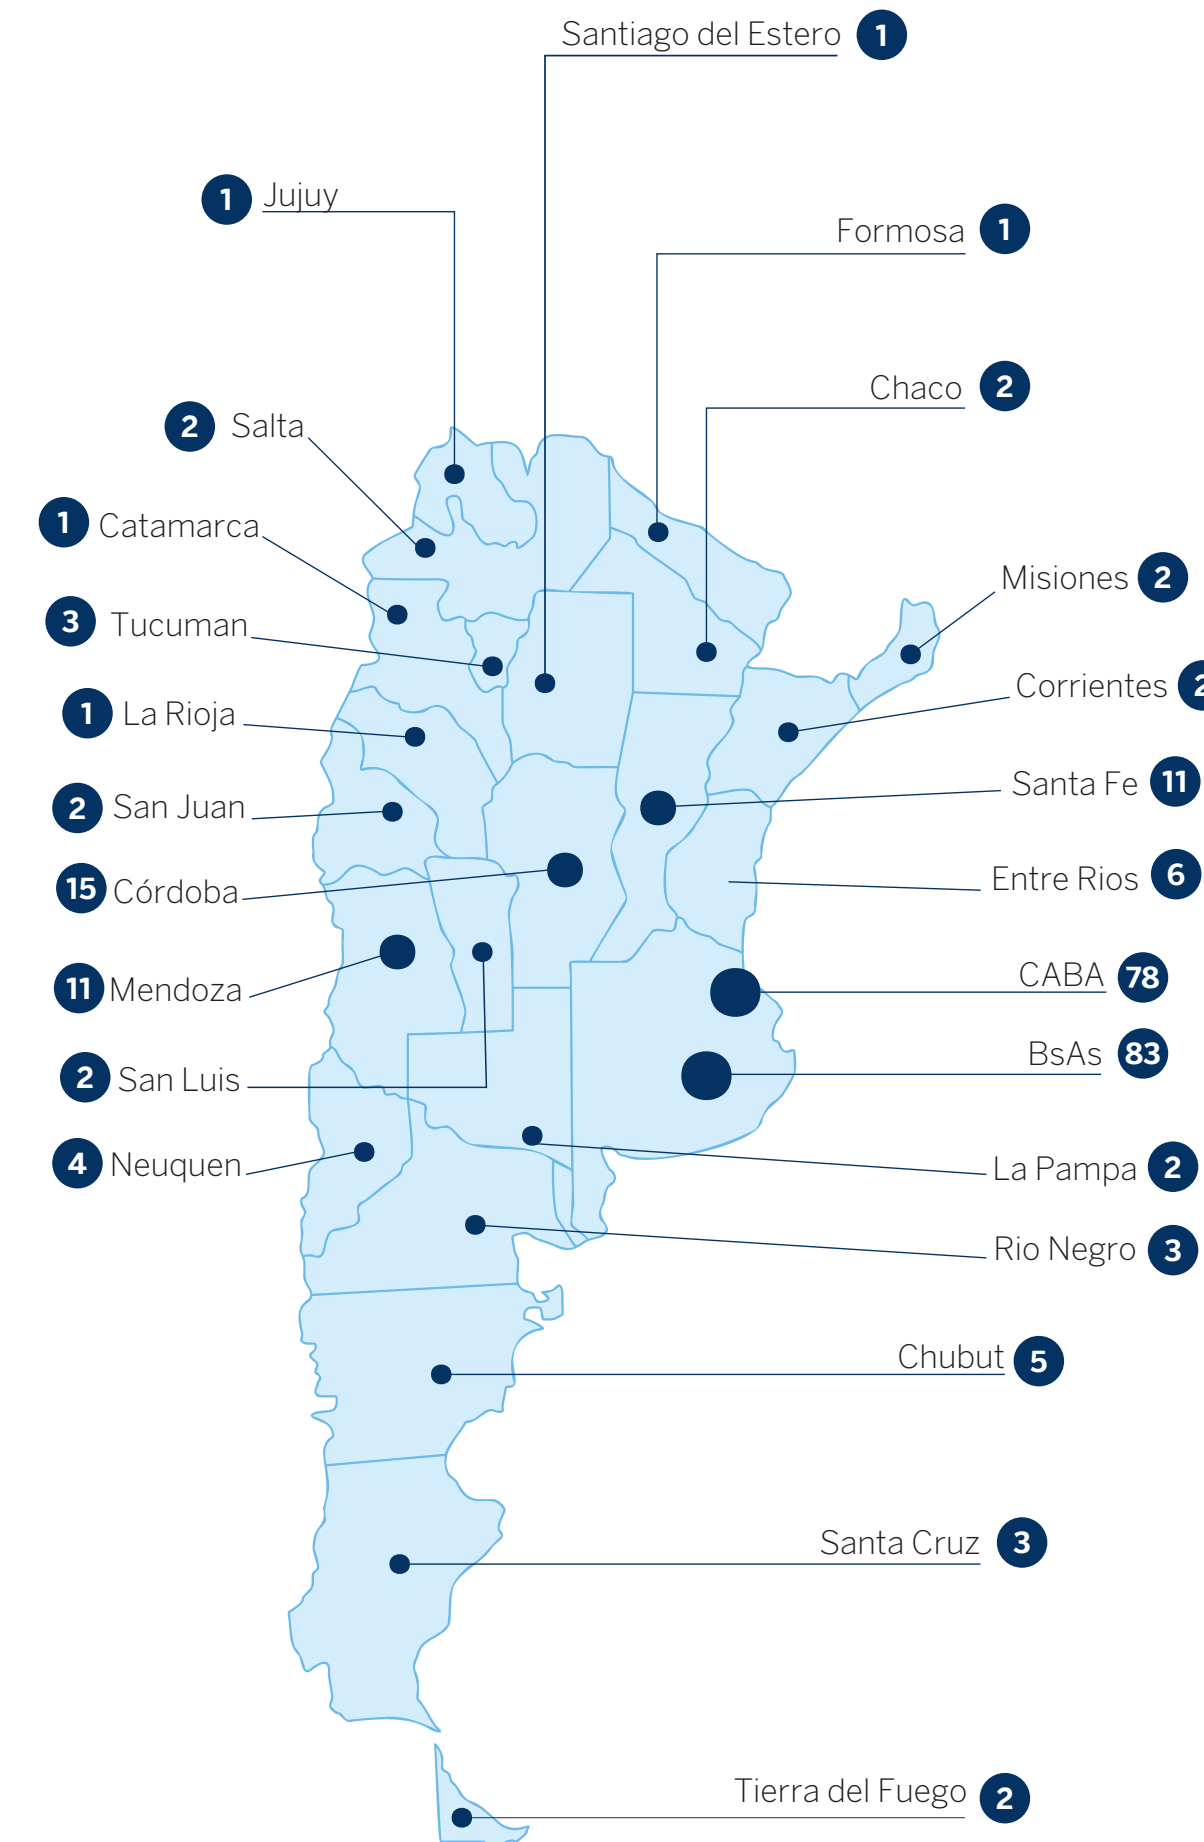 Santiago del Estero 1
1 Jujuy
Formosa 1
Chaco 2
2 Salta
1 Catamarca
Misiones 2
3 Tucuman
Corrientes 2
1 La Rioja
Santa Fe 11
2 San Juan
Entre Rios 6
15 Córdoba
CABA 78
11 Mendoza
BsAs 83
2 San Luis
4 Neuquen
La Pampa 2
Rio Negro 3
Chubut 5
Santa Cruz 3
Tierra del Fuego 2